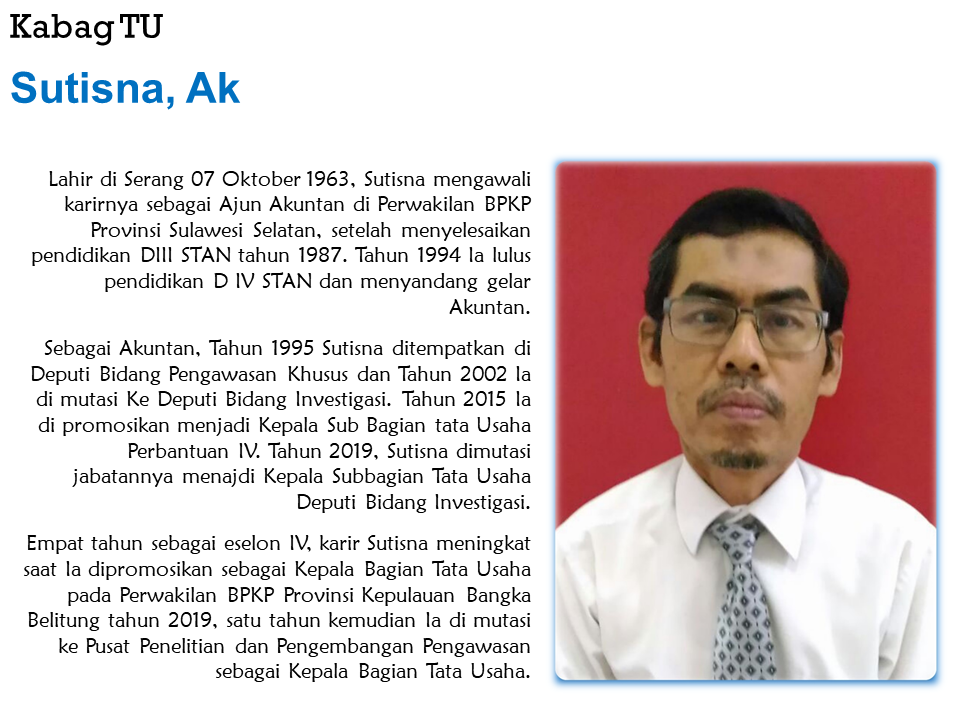 Kabag TU
Sutisna, Ak
Lahir di Serang 07 Oktober 1963, Sutisna mengawali
karirnya sebagai Ajun Akuntan di Perwakilan BPKP
Provinsi Sulawesi Selatan, setelah menyelesaikan
pendidikan DIII STAN tahun 1987. Tahun 1994 Ia lulus
pendidikan D IV STAN dan menyandang gelar
Akuntan.
Sebagai Akuntan, Tahun 1995 Sutisna ditempatkan di
Deputi Bidang Pengawasan Khusus dan Tahun 2002 Ia
di mutasi Ke Deputi Bidang Investigasi. Tahun 2015 Ia
di promosikan menjadi Kepala Sub Bagian tata Usaha
Perbantuan IV. Tahun 2019, Sutisna dimutasi
jabatannya menajdi Kepala Subbagian Tata Usaha
Deputi Bidang Investigasi.
Empat tahun sebagai eselon IV, karir Sutisna meningkat
saat Ia dipromosikan sebagai Kepala Bagian Tata Usaha
pada Perwakilan BPKP Provinsi Kepulauan Bangka
Belitung tahun 2019, satu tahun kemudian Ia di mutasi
ke Pusat Penelitian dan Pengembangan Pengawasan
sebagai Kepala Bagian Tata Usaha.